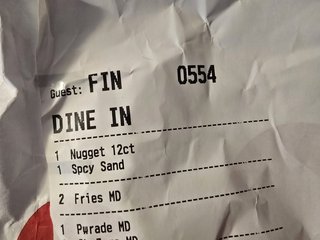 Guest: FIN 0554
DINE IN
1 Nugget 12ct
1 Spcy Sand
2 Fries MD
1 Pwrade MD